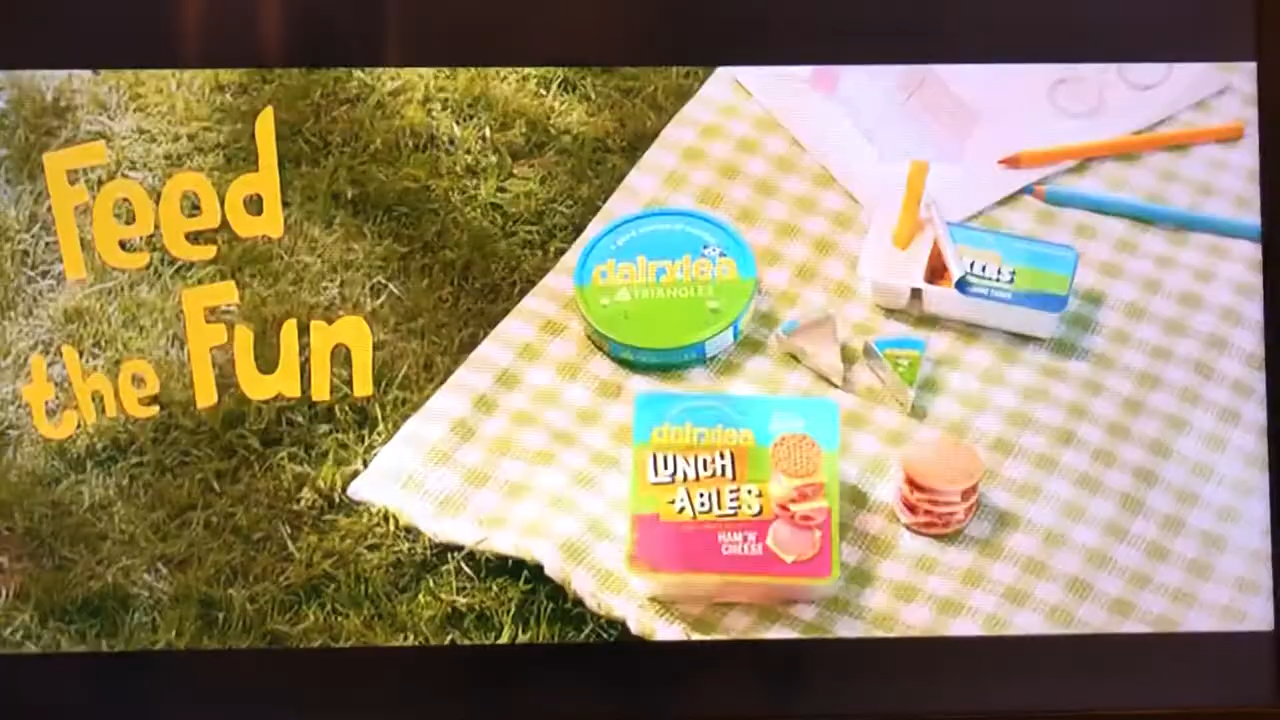 Feed
the Fun
dairylea
TRIANGLES
dairylea
LUNCH
-ABLES
HAM 'N'
CHEESE